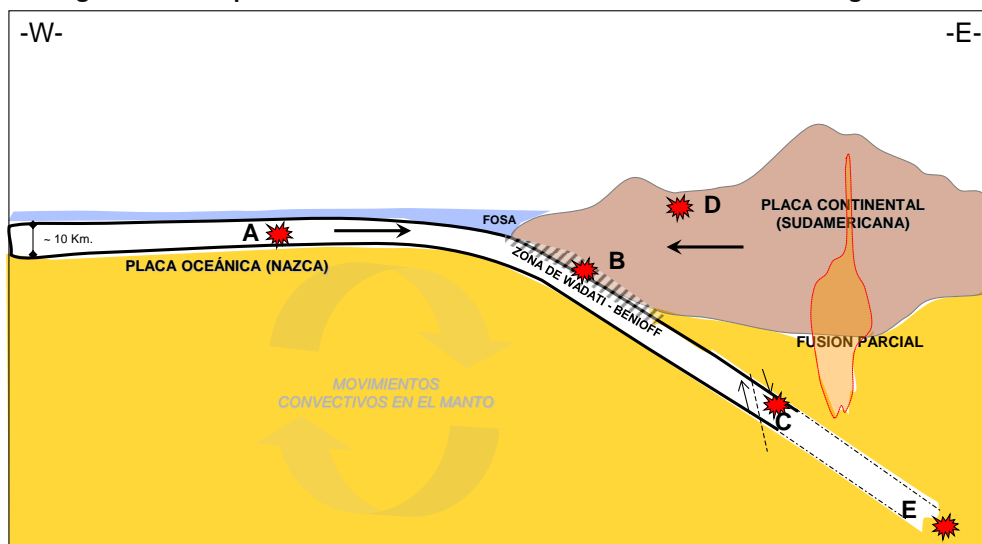 -W-
-E-
D
PLACA CONTINENTAL
(SUDAMERICANA)
FOSA
A
~ 10 Km.
B
PLACA OCEÁNICA (NAZCA)
ZONA DE WADATI - BENIOFF
FUSION PARCIAL
MOVIMIENTOS
CONVECTIVOS EN EL MANTO
C
E